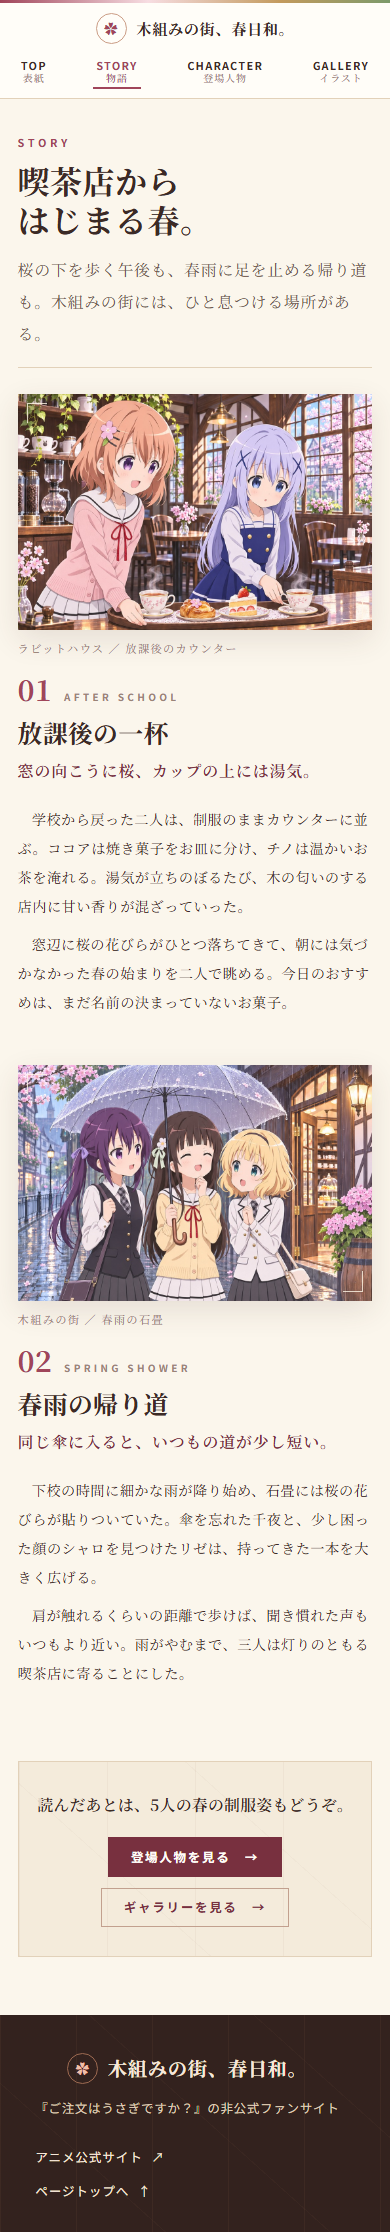 木組みの街、春日和。
TOP
表紙
STORY
物語
CHARACTER
登場人物
GALLERY
イラスト
STORY
喫茶店から
はじまる春。
桜の下を歩く午後も、春雨に足を止める帰り道
も。木組みの街には、ひと息つける場所があ
る。
ラビットハウス ／ 放課後のカウンター
01 AFTER SCHOOL
放課後の一杯
窓の向こうに桜、カップの上には湯気。
学校から戻った二人は、制服のままカウンターに並
ぶ。ココアは焼き菓子をお皿に分け、チノは温かいお
茶を淹れる。湯気が立ちのぼるたび、木の匂いのする
店内に甘い香りが混ざっていった。
窓辺に桜の花びらがひとつ落ちてきて、朝には気づ
かなかった春の始まりを二人で眺める。今日のおすす
めは、まだ名前の決まっていないお菓子。
木組みの街 ／ 春雨の石畳
02 SPRING SHOWER
春雨の帰り道
同じ傘に入ると、いつもの道が少し短い。
下校の時間に細かな雨が降り始め、石畳には桜の花
びらが貼りついていた。傘を忘れた千夜と、少し困っ
た顔のシャロを見つけたリゼは、持ってきた一本を大
きく広げる。
肩が触れるくらいの距離で歩けば、聞き慣れた声も
いつもより近い。雨がやむまで、三人は灯りのともる
喫茶店に寄ることにした。
読んだあとは、5人の春の制服姿もどうぞ。
登場人物を見る →
ギャラリーを見る →
木組みの街、春日和。
『ご注文はうさぎですか？』の非公式ファンサイト
アニメ公式サイト ↗
ページトップへ ↑